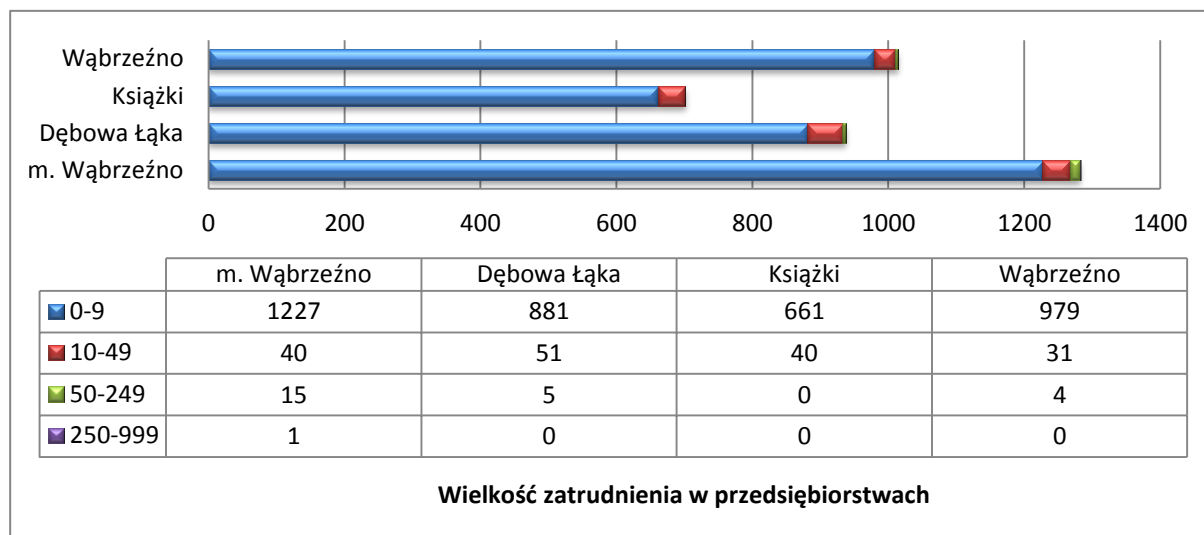 Wąbrzeźno
Książki
Dębowa Łąka
m. Wąbrzeźno
0 200 400 600 800 1000 1200 1400
m. Wąbrzeźno Dębowa Łąka Książki Wąbrzeźno
0-9 1227 881 661 979
10-49 40 51 40 31
50-249 15 5 0 4
250-999 1 0 0 0
Wielkość zatrudnienia w przedsiębiorstwach